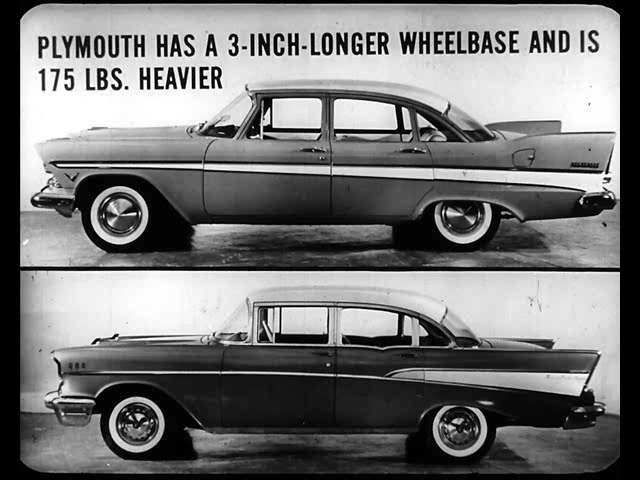 PLYMOUTH HAS A 3-INCH-LONGER WHEELBASE AND IS
175 LBS. HEAVIER